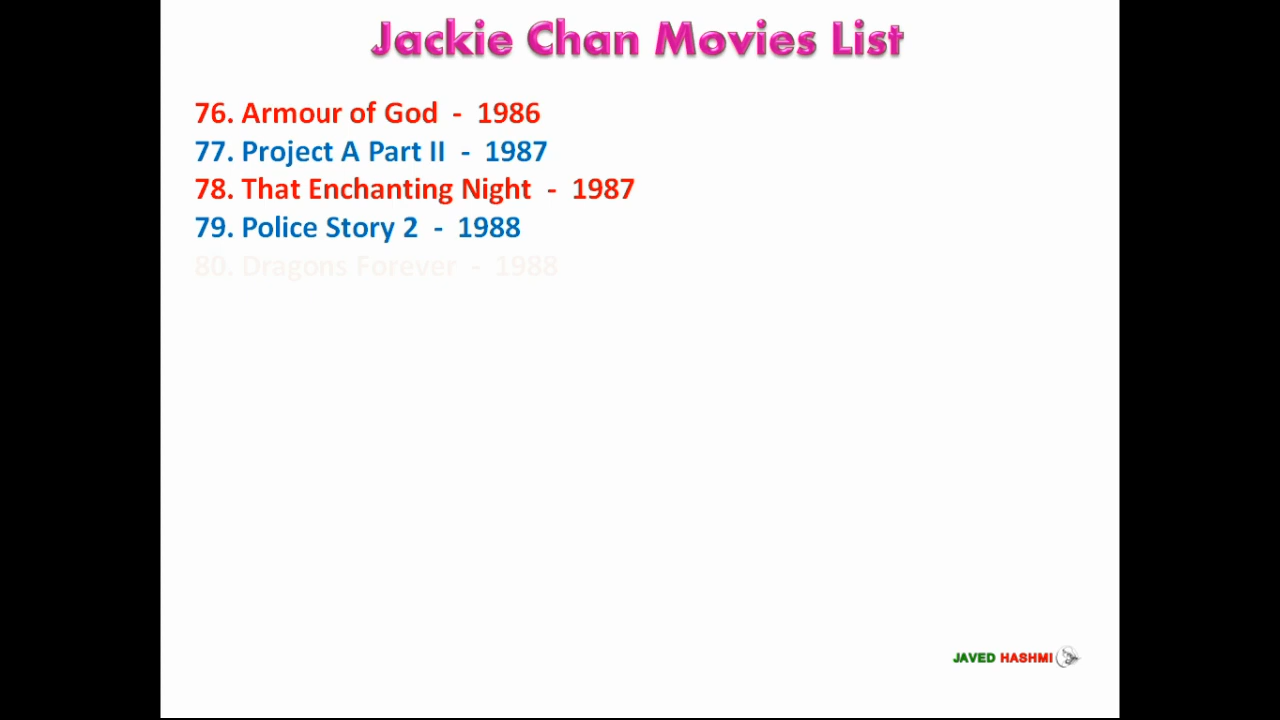 Jackie Chan Movies List
76. Armour of God - 1986
77. Project A Part II - 1987
78. That Enchanting Night - 1987
79. Police Story 2 - 1988
80. Dragons Forever - 1988
JAVED HASHMI